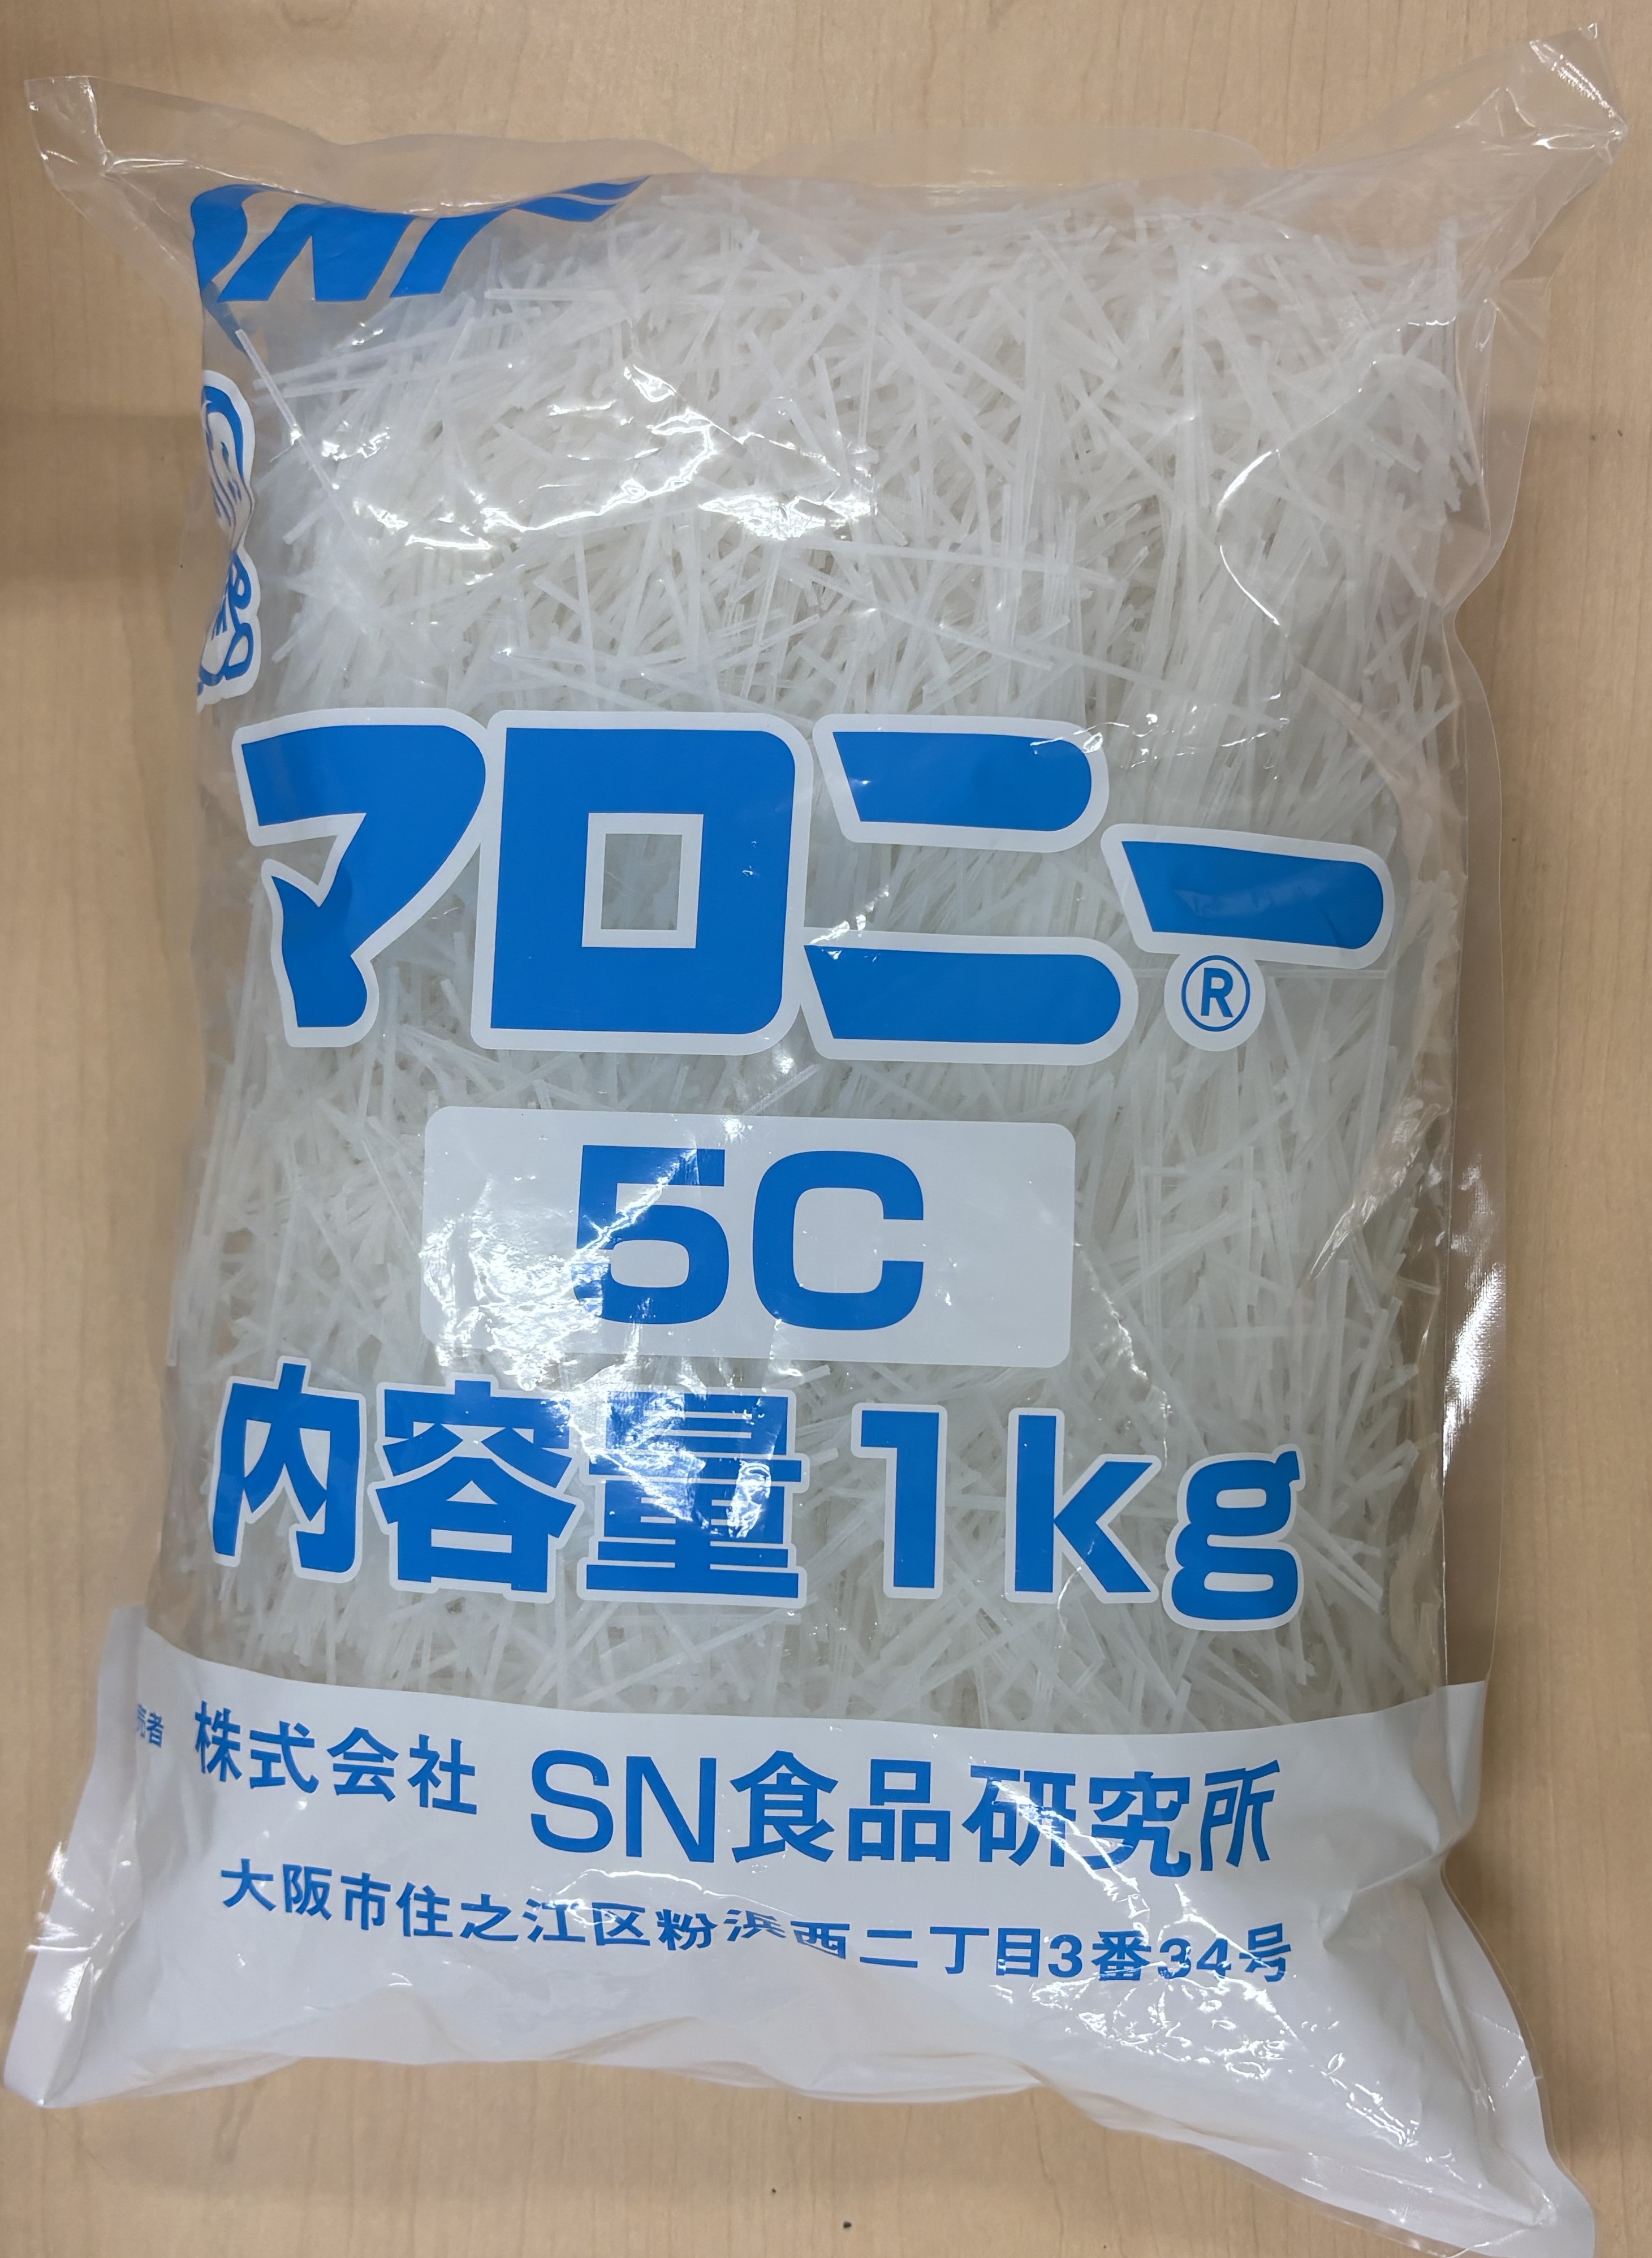 マロニー®
5C
内容量1kg
売者 株式会社 SN食品研究所
大阪市住之江区粉浜西二丁目3番34号